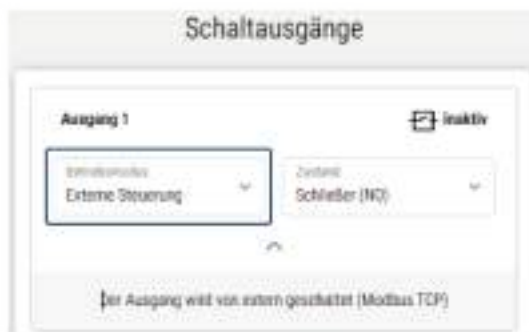 Schaltausgänge
Ausgang 1
inaktiv
Betriebsmodus
Zustand
Externe Steuerung
Schließer (NO)
Der Ausgang wird von extern geschaltet (Modbus TCP)